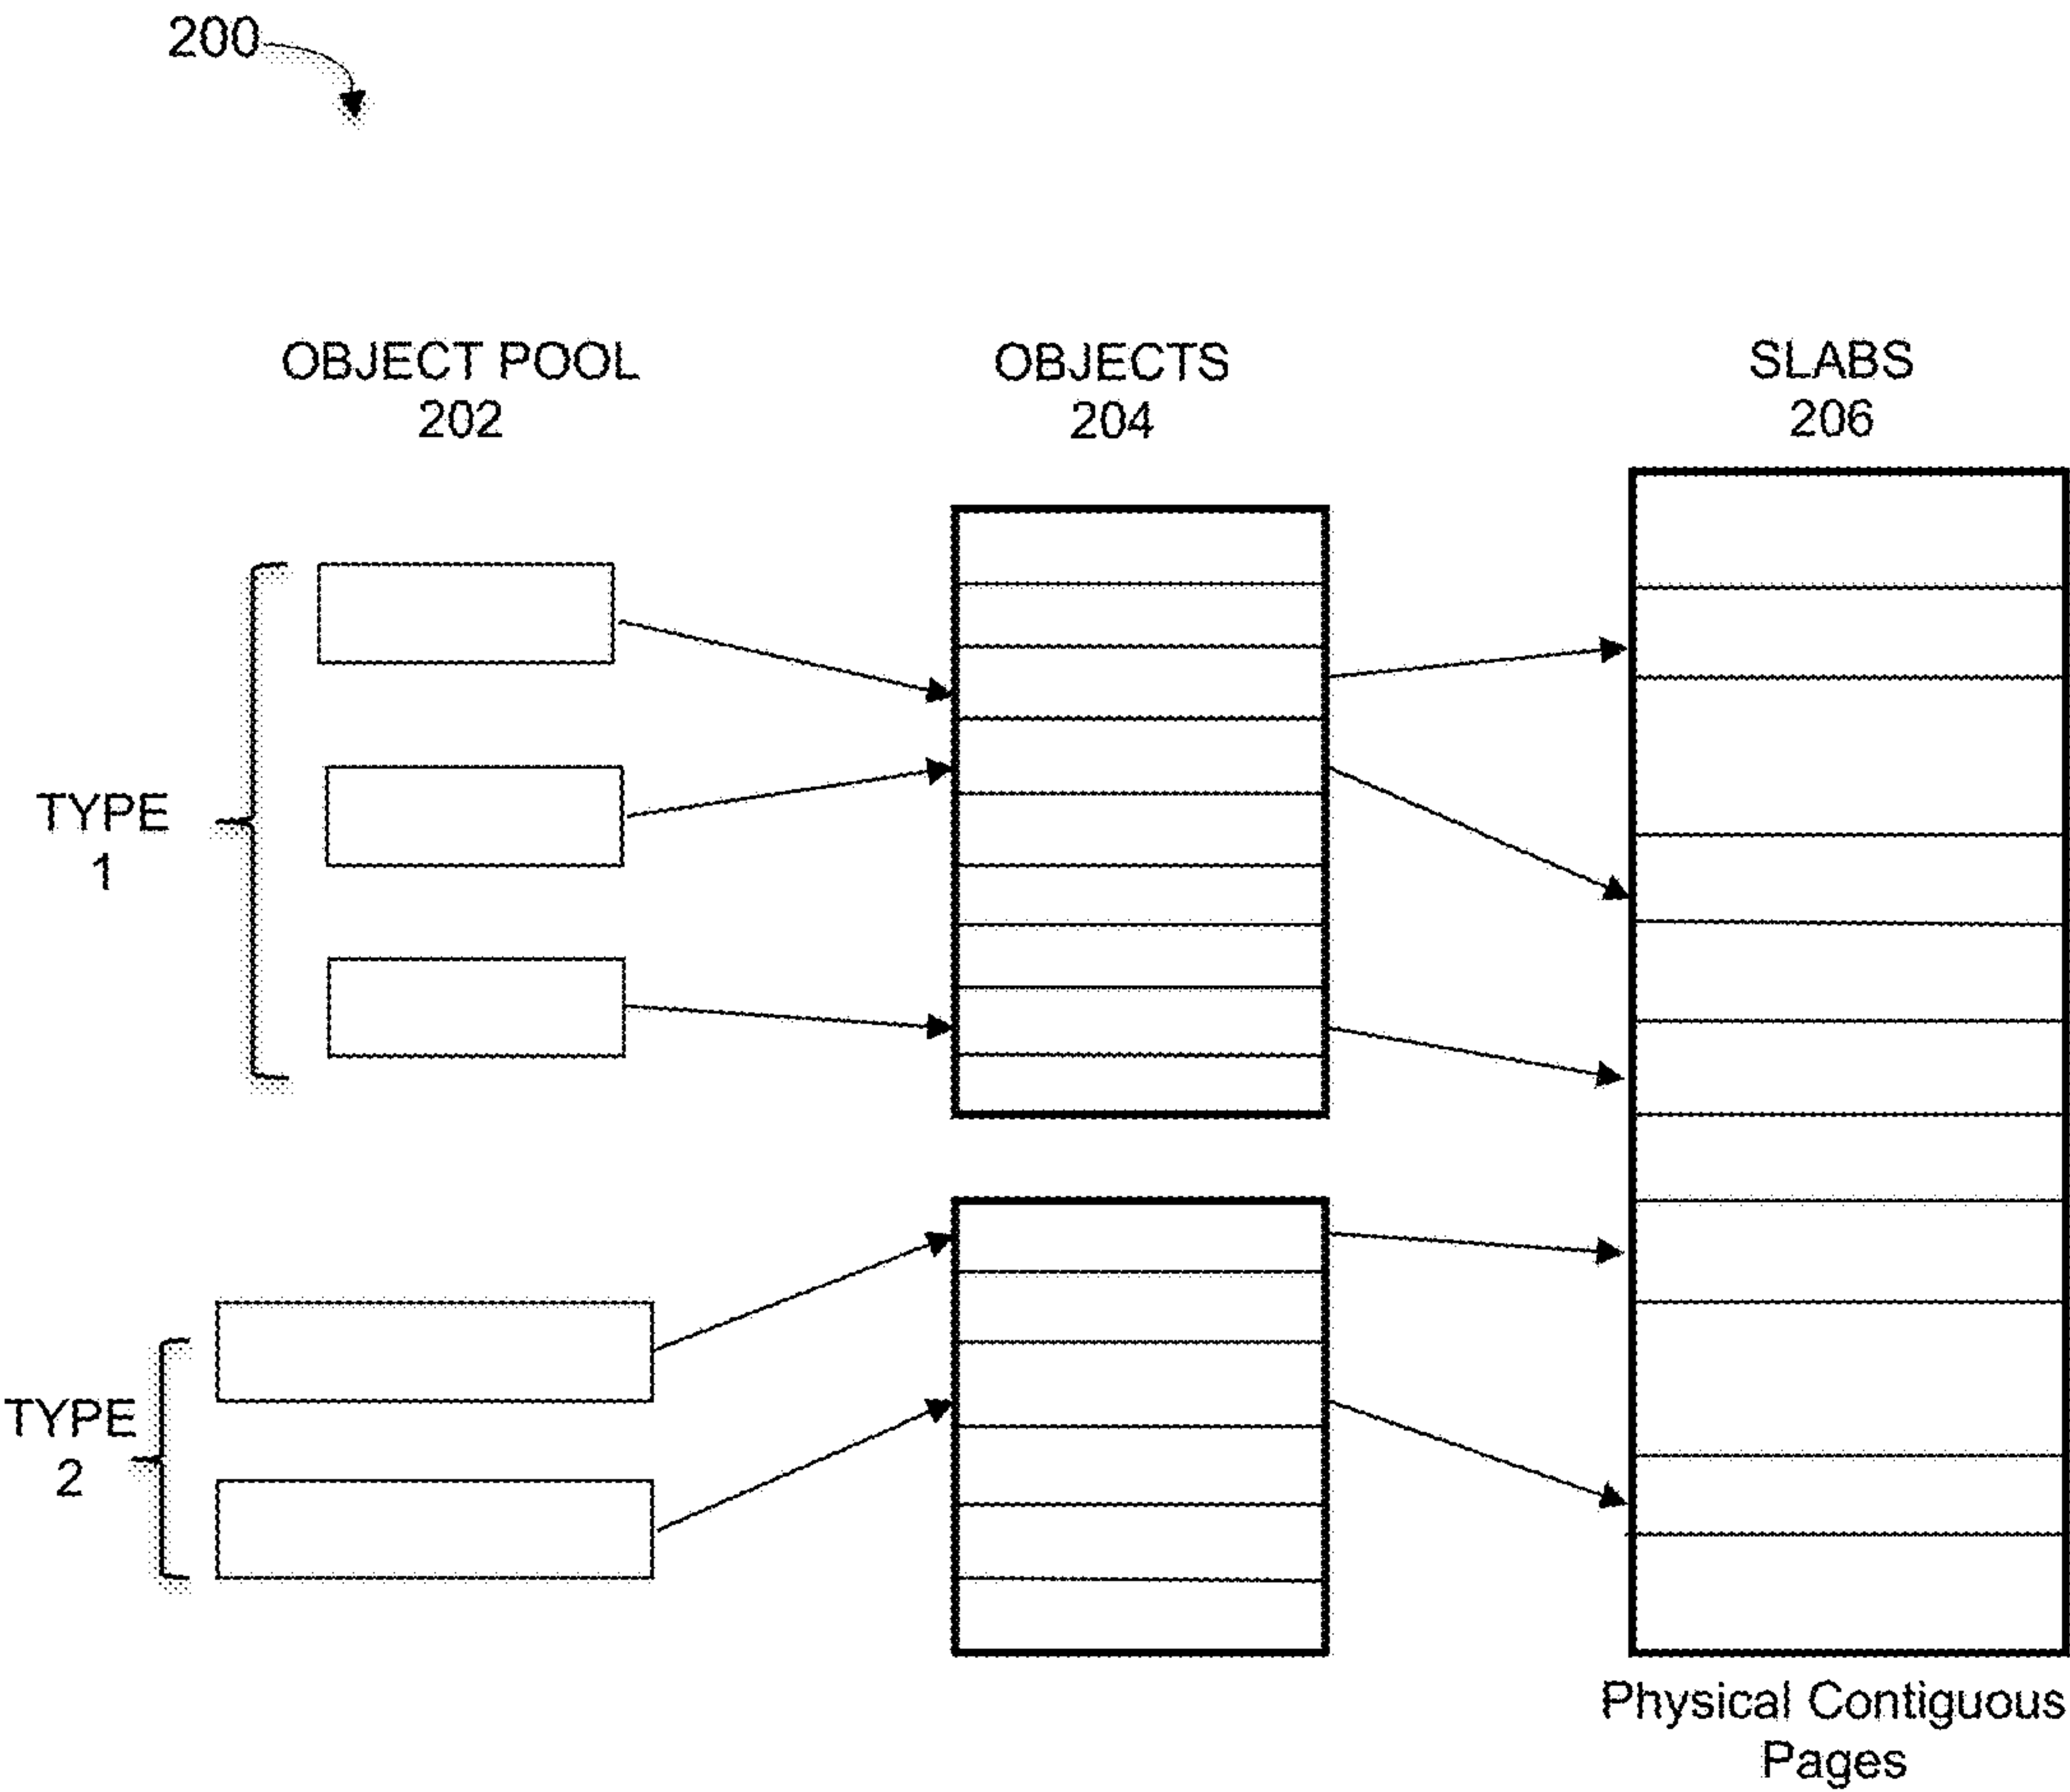 200
OBJECT POOL
202
OBJECTS
204
SLABS
206
TYPE
1
TYPE
2
Physical Contiguous
Pages